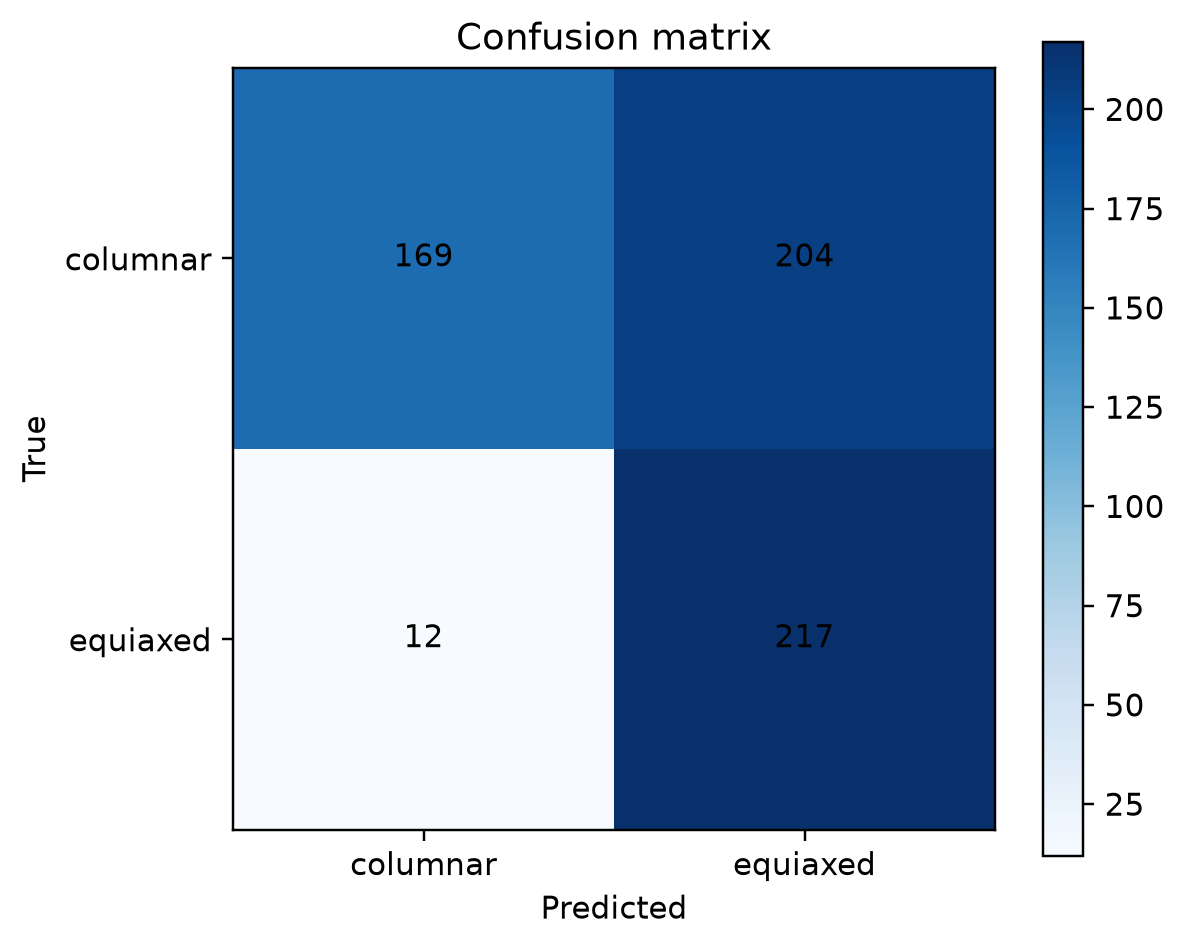 Confusion matrix
columnar
169
204
equiaxed
12
217
True
columnar
equiaxed
Predicted
200
175
150
125
100
75
50
25